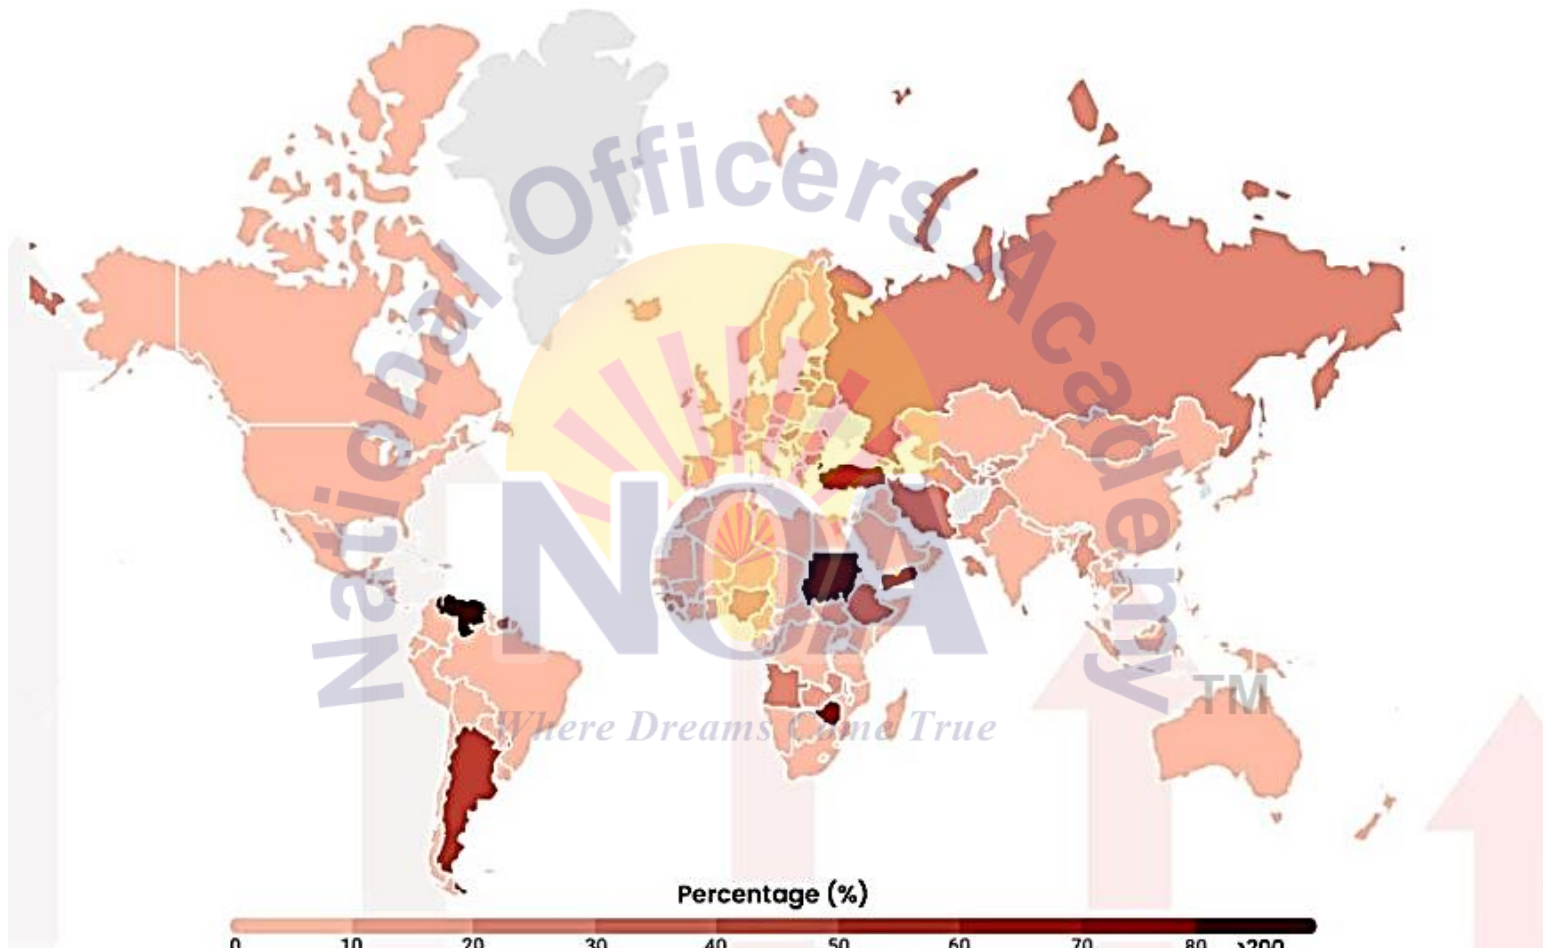 National Officers Academy
NOA
TM
Where Dreams Come True
Percentage (%)
0 10 20 30 40 50 60 70 80 >200